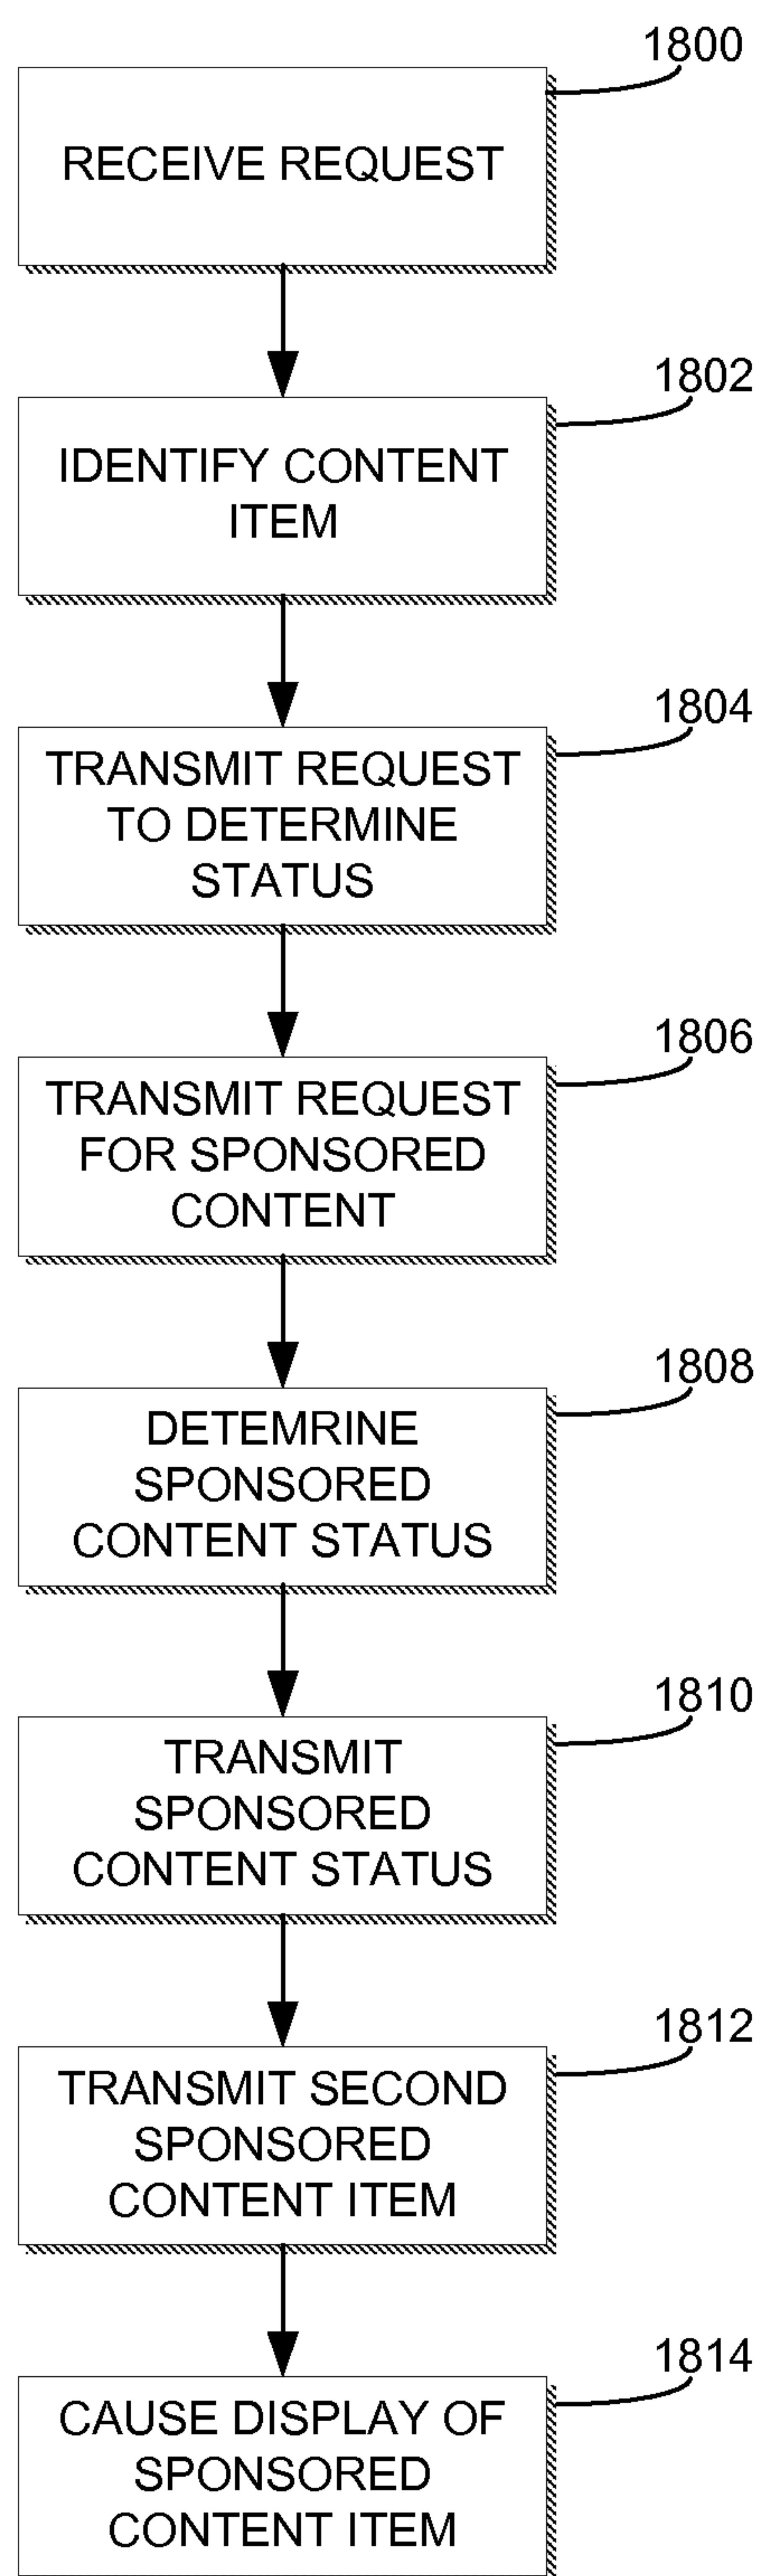 1800
RECEIVE REQUEST
1802
IDENTIFY CONTENT
ITEM
1804
TRANSMIT REQUEST
TO DETERMINE
STATUS
1806
TRANSMIT REQUEST
FOR SPONSORED
CONTENT
1808
DETEMRINE
SPONSORED
CONTENT STATUS
1810
TRANSMIT
SPONSORED
CONTENT STATUS
1812
TRANSMIT SECOND
SPONSORED
CONTENT ITEM
1814
CAUSE DISPLAY OF
SPONSORED
CONTENT ITEM